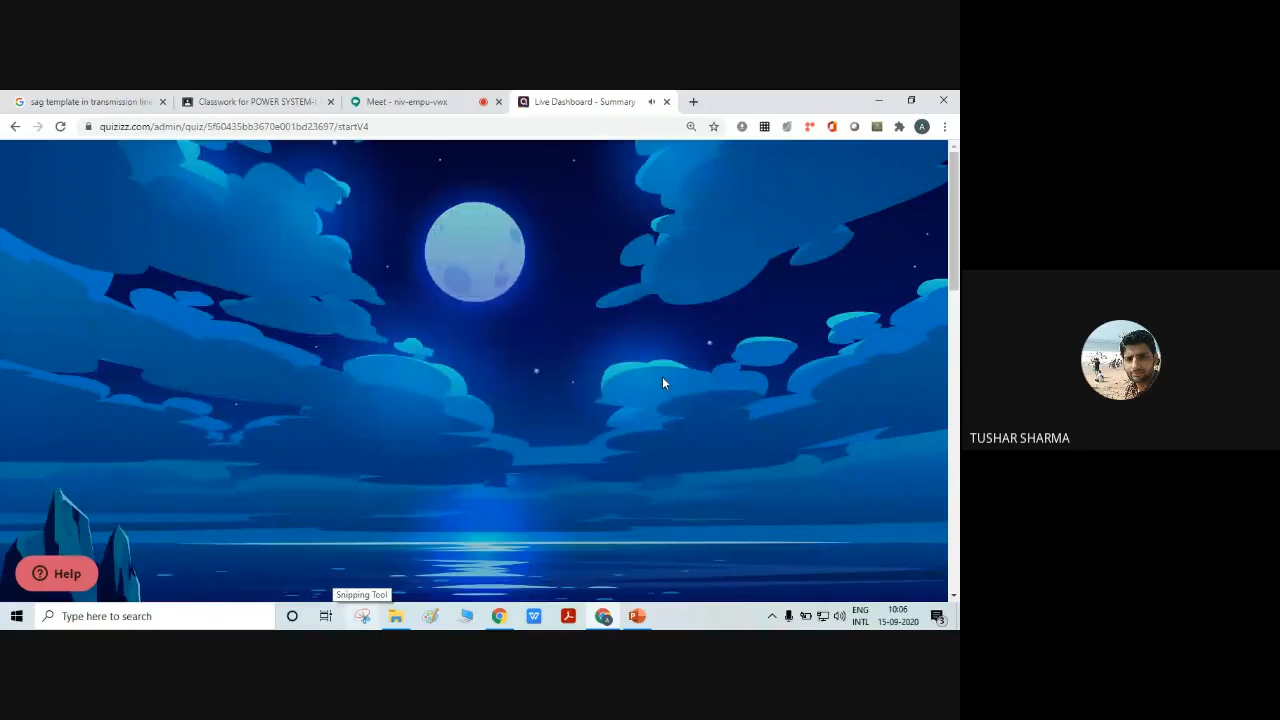 sag template in transmission line
Classwork for POWER SYSTEM-I
Meet - niv-empu-vwx
Live Dashboard - Summary
quizizz.com/admin/quiz/5f60435bb3670e001bd23697/startV4
A
TUSHAR SHARMA
Help
Snipping Tool
Type here to search
ENG
INTL
10:06
15-09-2020
3